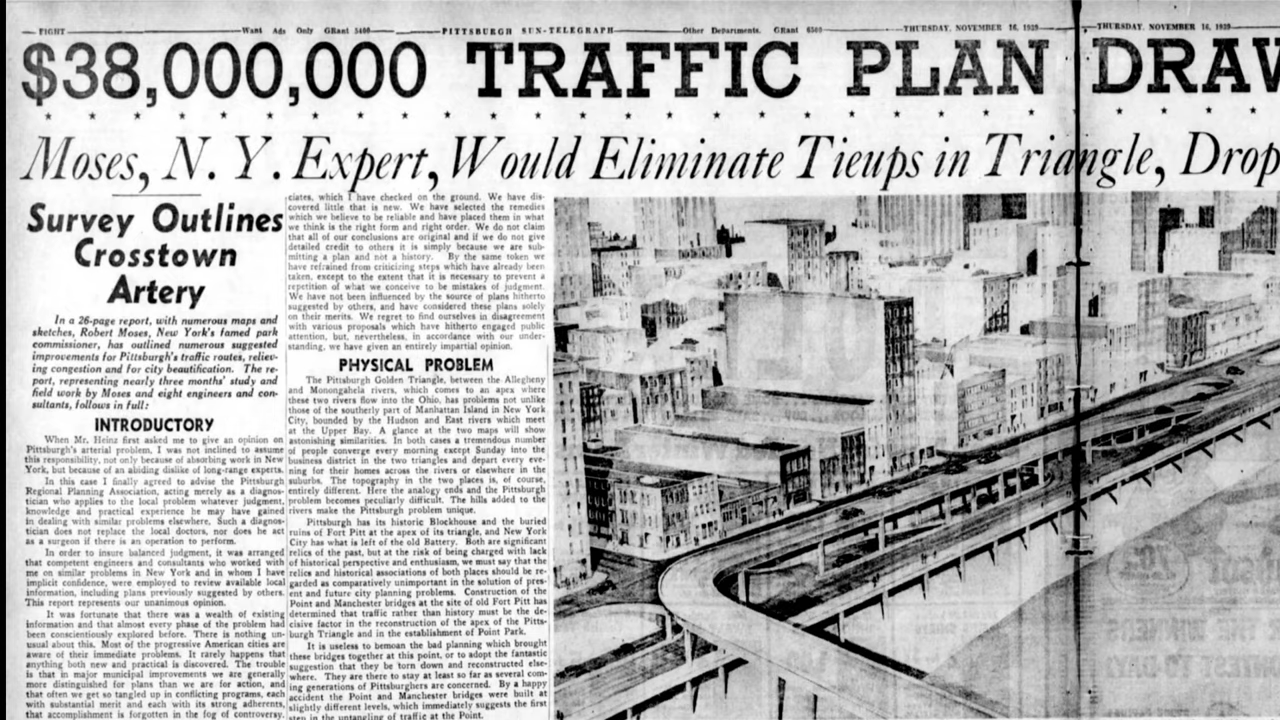 EIGHT
Want Ads Only GRant 5400
PITTSBURGH SUN-TELEGRAPH
Other Departments. GRant 6500
THURSDAY, NOVEMBER 16, 1939
THURSDAY, NOVEMBER 16, 1939
$38,000,000 TRAFFIC PLAN DRAW
Moses, N. Y. Expert, Would Eliminate Tieups in Triangle, Drop
Survey Outlines
Crosstown
Artery
In a 26-page report, with numerous maps and
sketches, Robert Moses, New York's famed park
commissioner, has outlined numerous suggested
improvements for Pittsburgh's traffic routes, reliev-
ing congestion and for city beautification. The re-
port, representing nearly three months' study and
field work by Moses and eight engineers and con-
sultants, follows in full:
INTRODUCTORY
When Mr. Heinz first asked me to give an opinion on
Pittsburgh's arterial problem, I was not inclined to assume
this responsibility, not only because of absorbing work in New
York, but because of an abiding dislike of long-range experts.
In this case I finally agreed to advise the Pittsburgh
Regional Planning Association, acting merely as a diagnos-
tician who applies to the local problem whatever judgment,
knowledge and practical experience he may have gained
in dealing with similar problems elsewhere. Such a diagnos-
tician does not replace the local doctors, nor does he act
as a surgeon if there is an operation to perform.
In order to insure balanced judgment, it was arranged
that competent engineers and consultants who worked with
me on similar problems in New York and in whom I have
implicit confidence, were employed to review available local
information, including plans previously suggested by others.
This report represents our unanimous opinion.
It was fortunate that there was a wealth of existing
information and that almost every phase of the problem had
been conscientiously explored before. There is nothing un-
usual about this. Most of the progressive American cities are
aware of their immediate problems. It rarely happens that
anything both new and practical is discovered. The trouble
is that in major municipal improvements we are generally
more distinguished for plans than we are for action, and
that often we get so tangled up in conflicting programs, each
with substantial merit and each with its strong adherents,
that accomplishment is forgotten in the fog of controversy.
ciates, which I have checked on the ground. We have dis-
covered little that is new. We have selected the remedies
which we believe to be reliable and have placed them in what
we think is the right form and right order. We do not claim
that all of our conclusions are original and if we do not give
detailed credit to others it is simply because we are sub-
mitting a plan and not a history. By the same token we
have refrained from criticizing steps which have already been
taken, except to the extent that it is necessary to prevent a
repetition of what we conceive to be mistakes of judgment.
We have not been influenced by the source of plans hitherto
suggested by others, and have considered these plans solely
on their merits. We regret to find ourselves in disagreement
with various proposals which have hitherto engaged public
attention, but, nevertheless, in accordance with our under-
standing, we have given an entirely impartial opinion.
PHYSICAL PROBLEM
The Pittsburgh Golden Triangle, between the Allegheny
and Monongahela rivers, which comes to an apex where
these two rivers flow into the Ohio, has problems not unlike
those of the southerly part of Manhattan Island in New York
City, bounded by the Hudson and East rivers which meet
at the Upper Bay. A glance at the two maps will show
astonishing similarities. In both cases a tremendous number
of people converge every morning except Sunday into the
business district in the two triangles and depart every eve-
ning for their homes across the rivers or elsewhere in the
suburbs. The topography in the two places is, of course,
entirely different. Here the analogy ends and the Pittsburgh
problem becomes peculiarly difficult. The hills added to the
rivers make the Pittsburgh problem unique.
Pittsburgh has its historic Blockhouse and the buried
ruins of Fort Pitt at the apex of its triangle, and New York
City has what is left of the old Battery. Both are significant
relics of the past, but at the risk of being charged with lack
of historical perspective and enthusiasm, we must say that the
relics and historical associations of both places should be re-
garded as comparatively unimportant in the solution of pres-
ent and future city planning problems. Construction of the
Point and Manchester bridges at the site of old Fort Pitt has
determined that traffic rather than history must be the de-
cisive factor in the reconstruction of the apex of the Pitts-
burgh Triangle and in the establishment of Point Park.
It is useless to bemoan the bad planning which brought
these bridges together at this point, or to adopt the fantastic
suggestion that they be torn down and reconstructed else-
where. They are there to stay at least so far as several com-
ing generations of Pittsburghers are concerned. By a happy
accident the Point and Manchester bridges were built at
slightly different levels, which immediately suggests the first
step in the untangling of traffic at the Point.